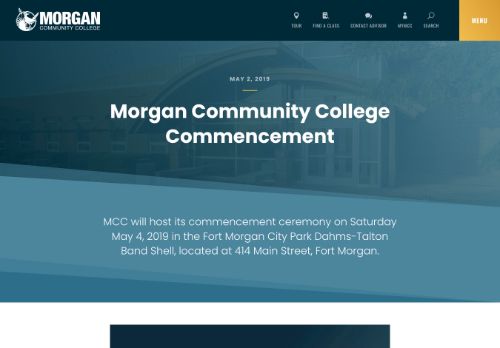 MORGAN
COMMUNITY COLLEGE
TOUR
FIND A CLASS
CONTACT ADVISOR
MYMCC
SEARCH
MENU
MAY 2, 2019
Morgan Community College
Commencement
MCC will host its commencement ceremony on Saturday
May 4, 2019 in the Fort Morgan City Park Dahms-Talton
Band Shell, located at 414 Main Street, Fort Morgan.